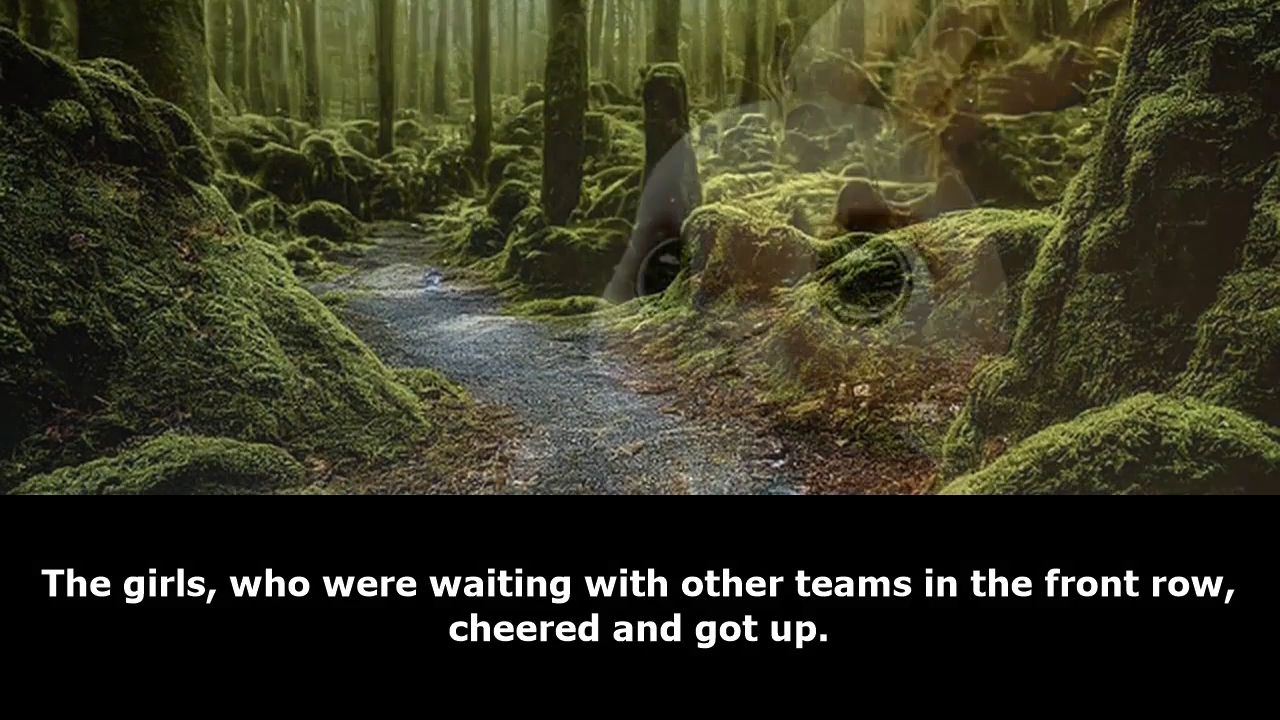 The girls, who were waiting with other teams in the front row,
cheered and got up.